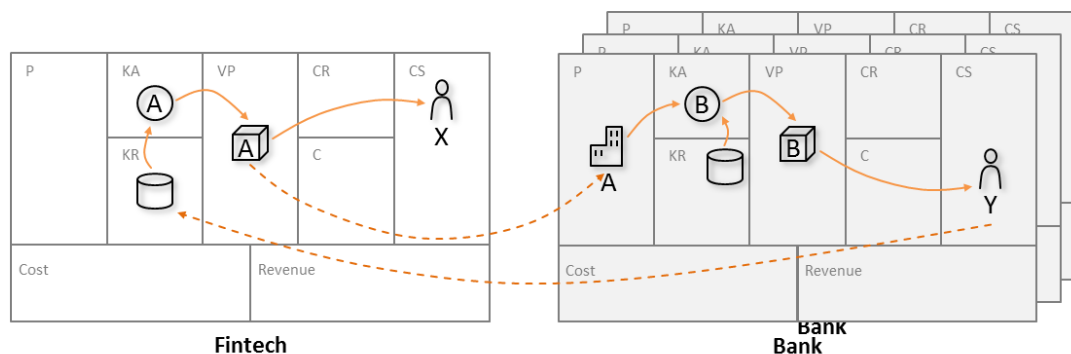 P KA VP CR CS
P KA VP CR CS
P KA VP CR CS
P KA VP CR CS
A
B
X
A
B
KR C
KR C
A
Y
Cost Revenue
Cost Revenue
Bank
Fintech
Bank